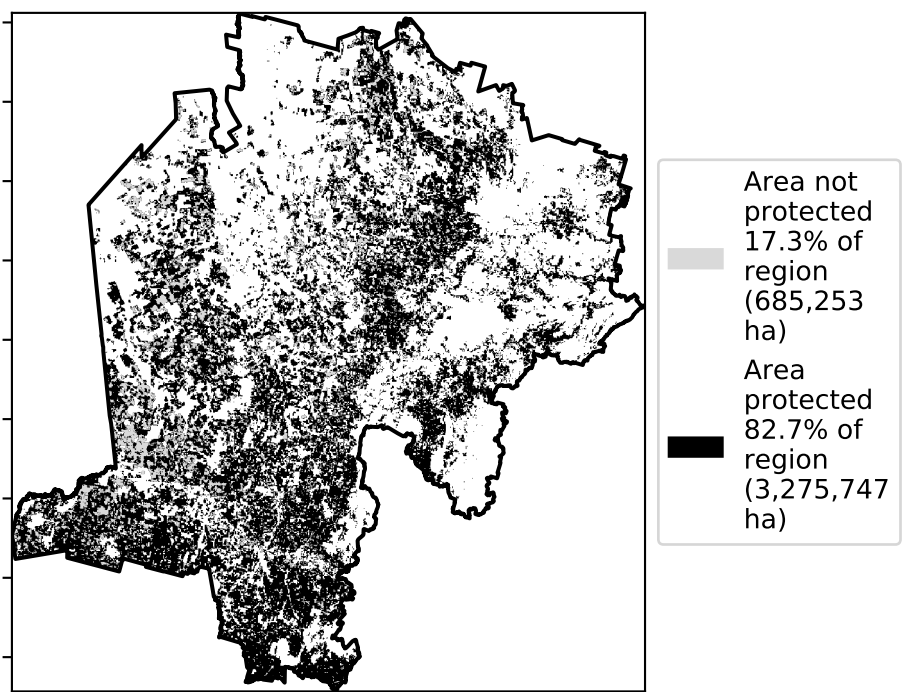 Area not
protected
17.3% of
region
(685,253
ha)
Area
protected
82.7% of
region
(3,275,747
ha)